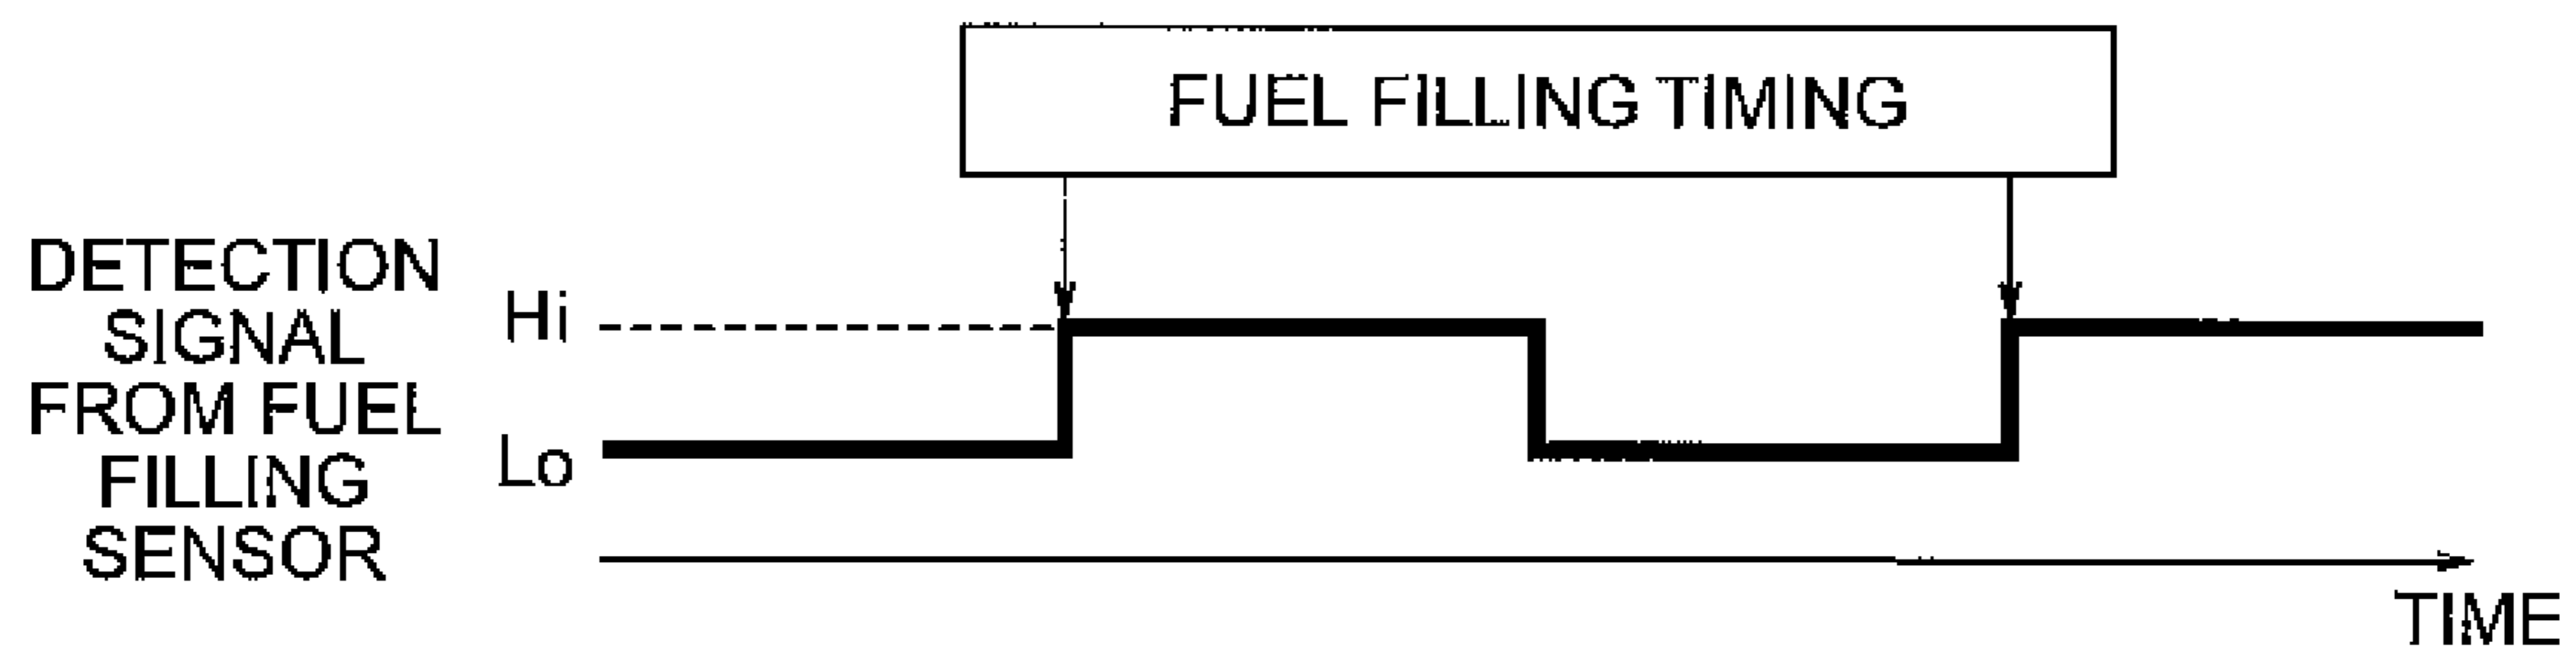 FUEL FILLING TIMING
DETECTION
SIGNAL
FROM FUEL
FILLING
SENSOR
Hi
Lo
TIME